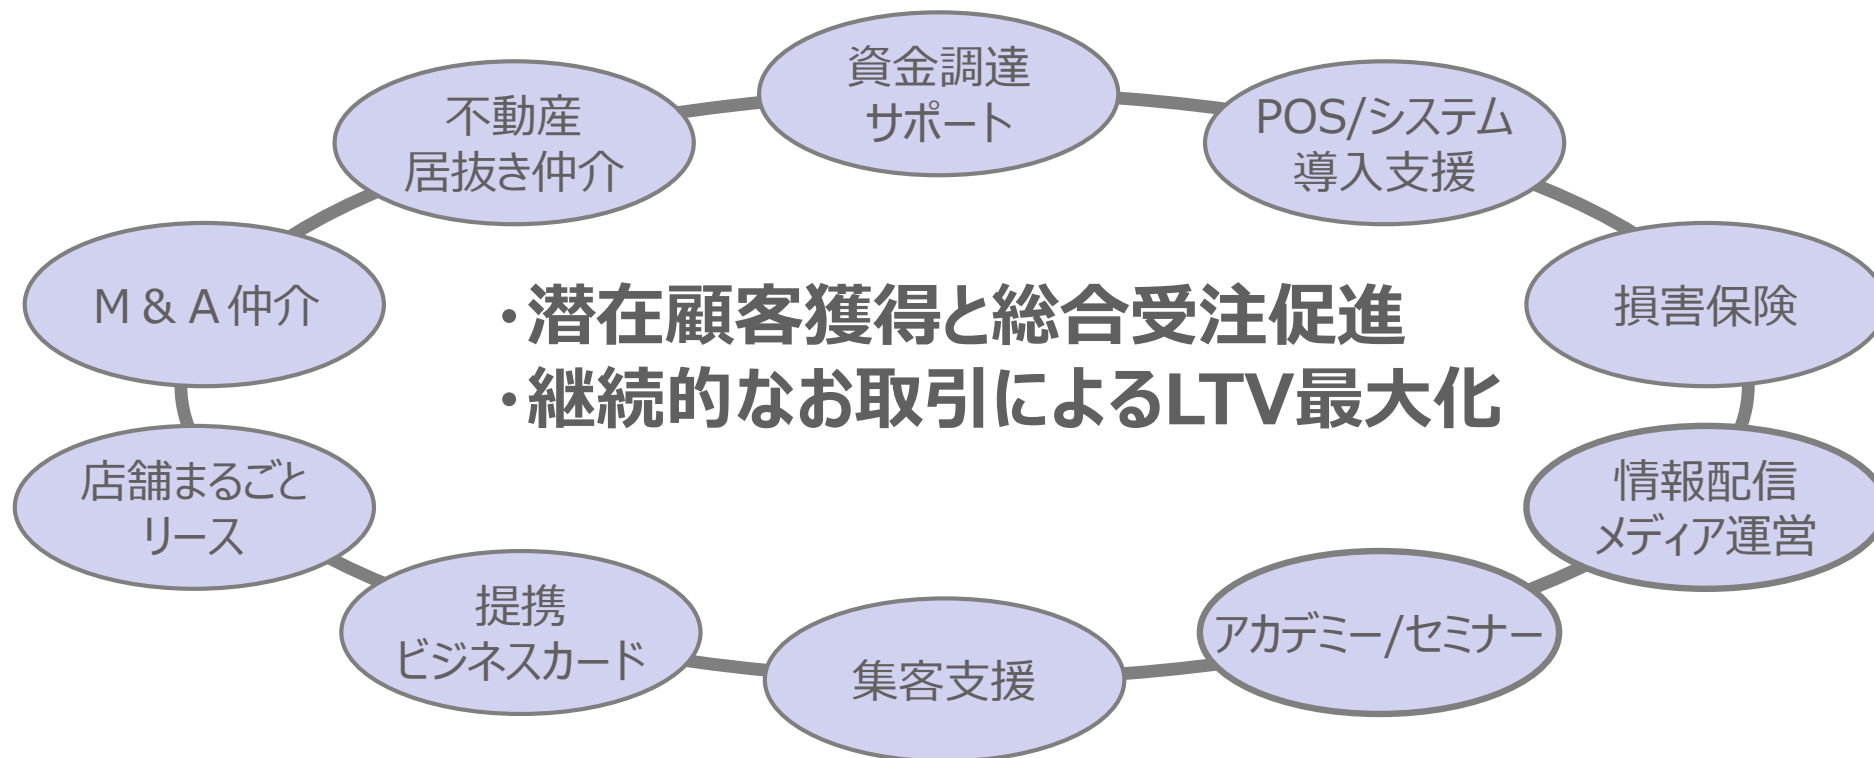 資金調達
サポート
不動産
居抜き仲介
POS/システム
導入支援
M & A 仲介
損害保険
・潜在顧客獲得と総合受注促進
・継続的なお取引によるLTV最大化
店舗まるごと
リース
情報配信
メディア運営
提携
ビジネスカード
集客支援
アカデミー/セミナー